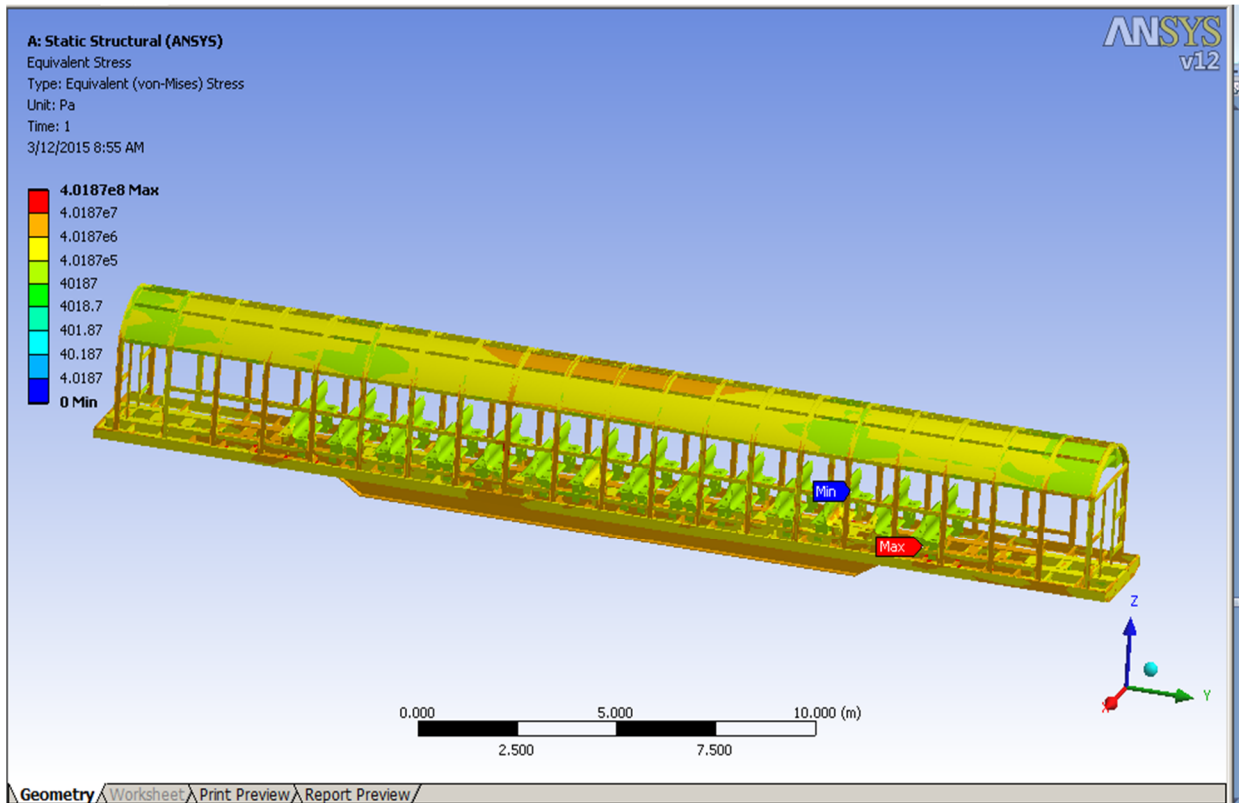 ANSYS
v12
A: Static Structural (ANSYS)
Equivalent Stress
Type: Equivalent (von-Mises) Stress
Unit: Pa
Time: 1
3/12/2015 8:55 AM
4.0187e8 Max
4.0187e7
4.0187e6
4.0187e5
40187
4018.7
401.87
40.187
4.0187
0 Min
Min
Max
Z
Y
X
0.000 5.000 10.000 (m)
2.500 7.500
Geometry Worksheet Print Preview Report Preview